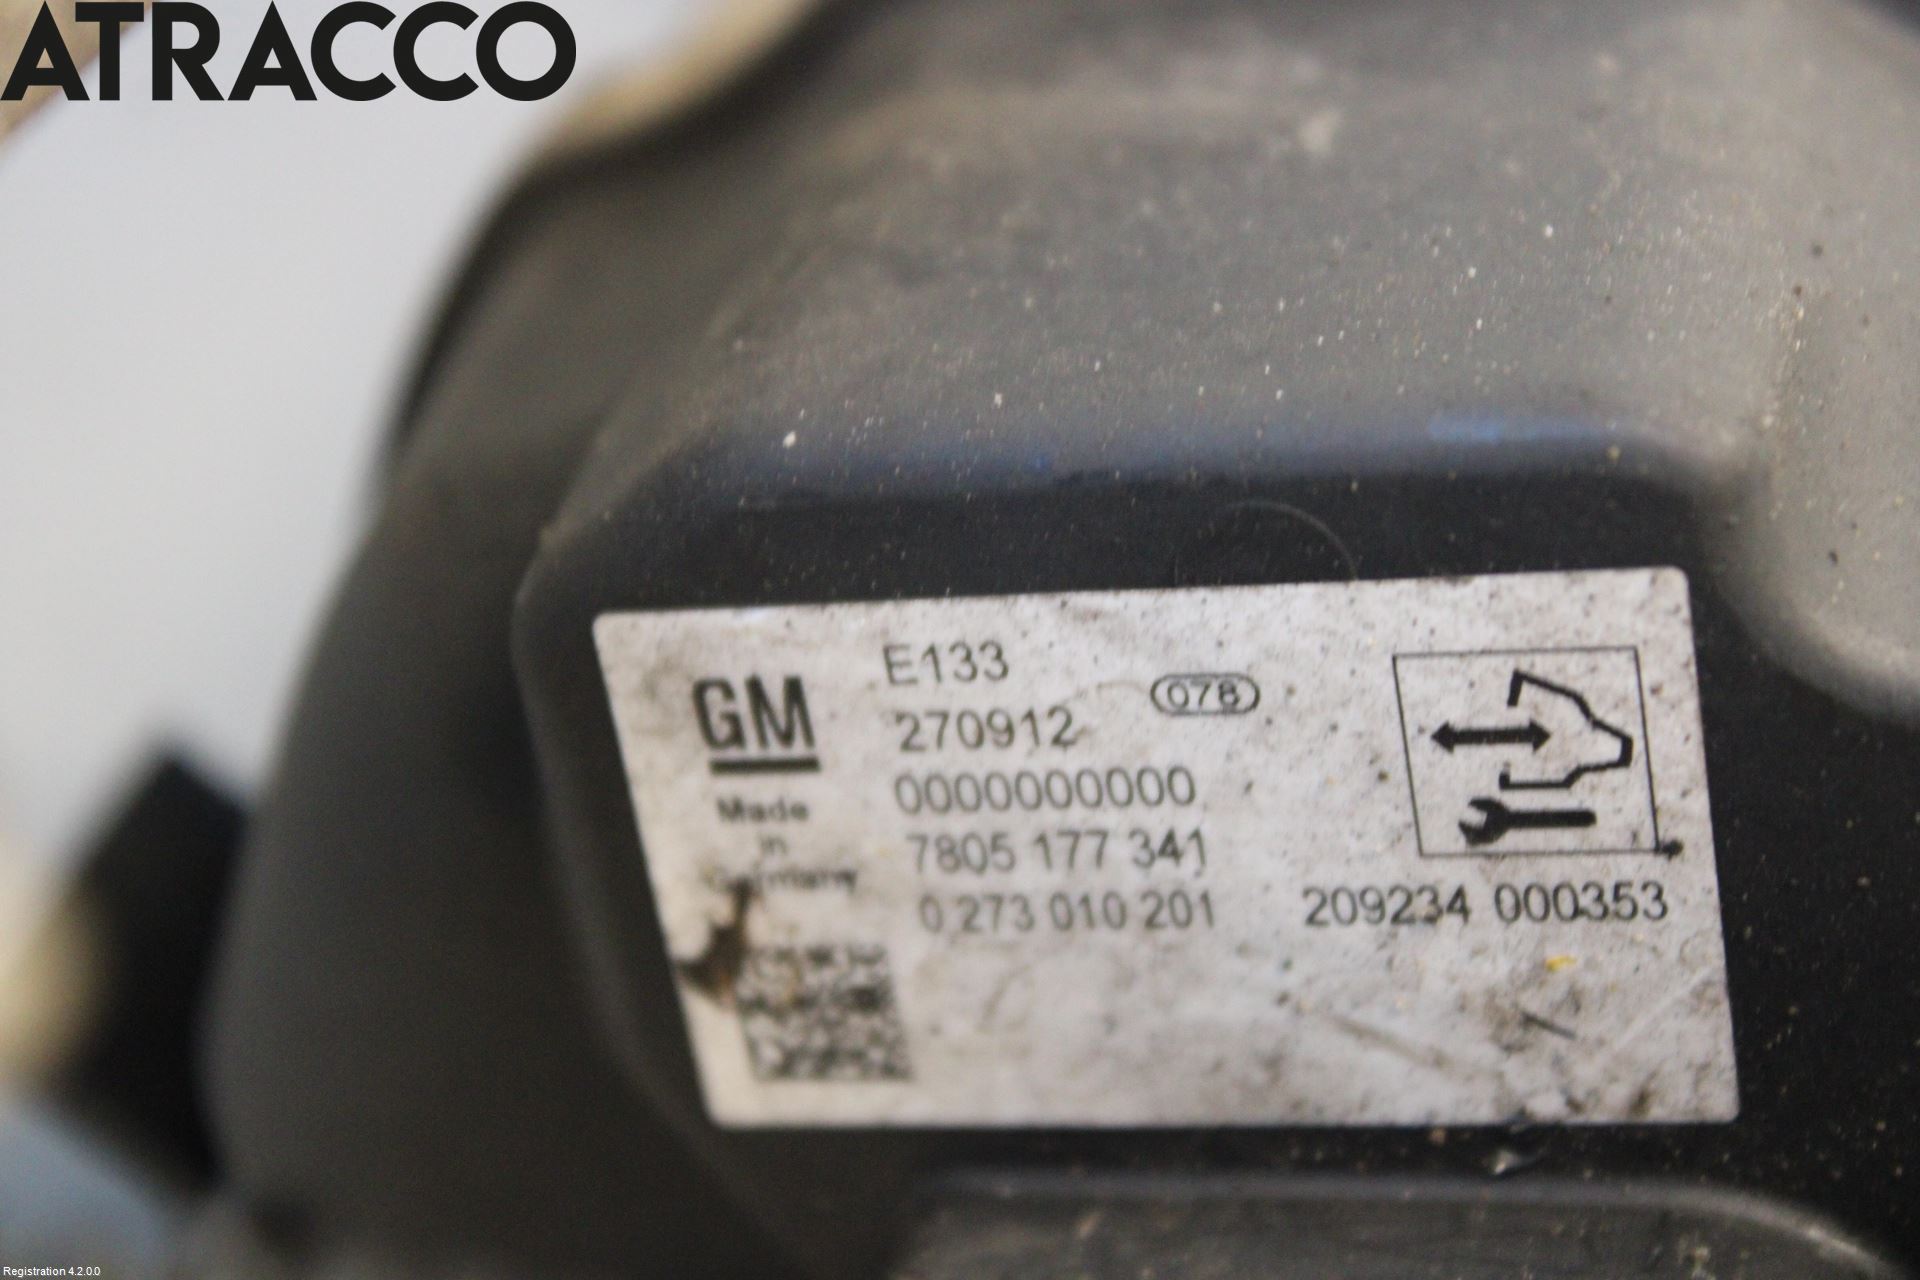 ATRACCO
GM
Made
in
Germany
E133
078
270912
0000000000
7805 177 341
0 273 010 201
209234 000353
Registration 4.2.0.0